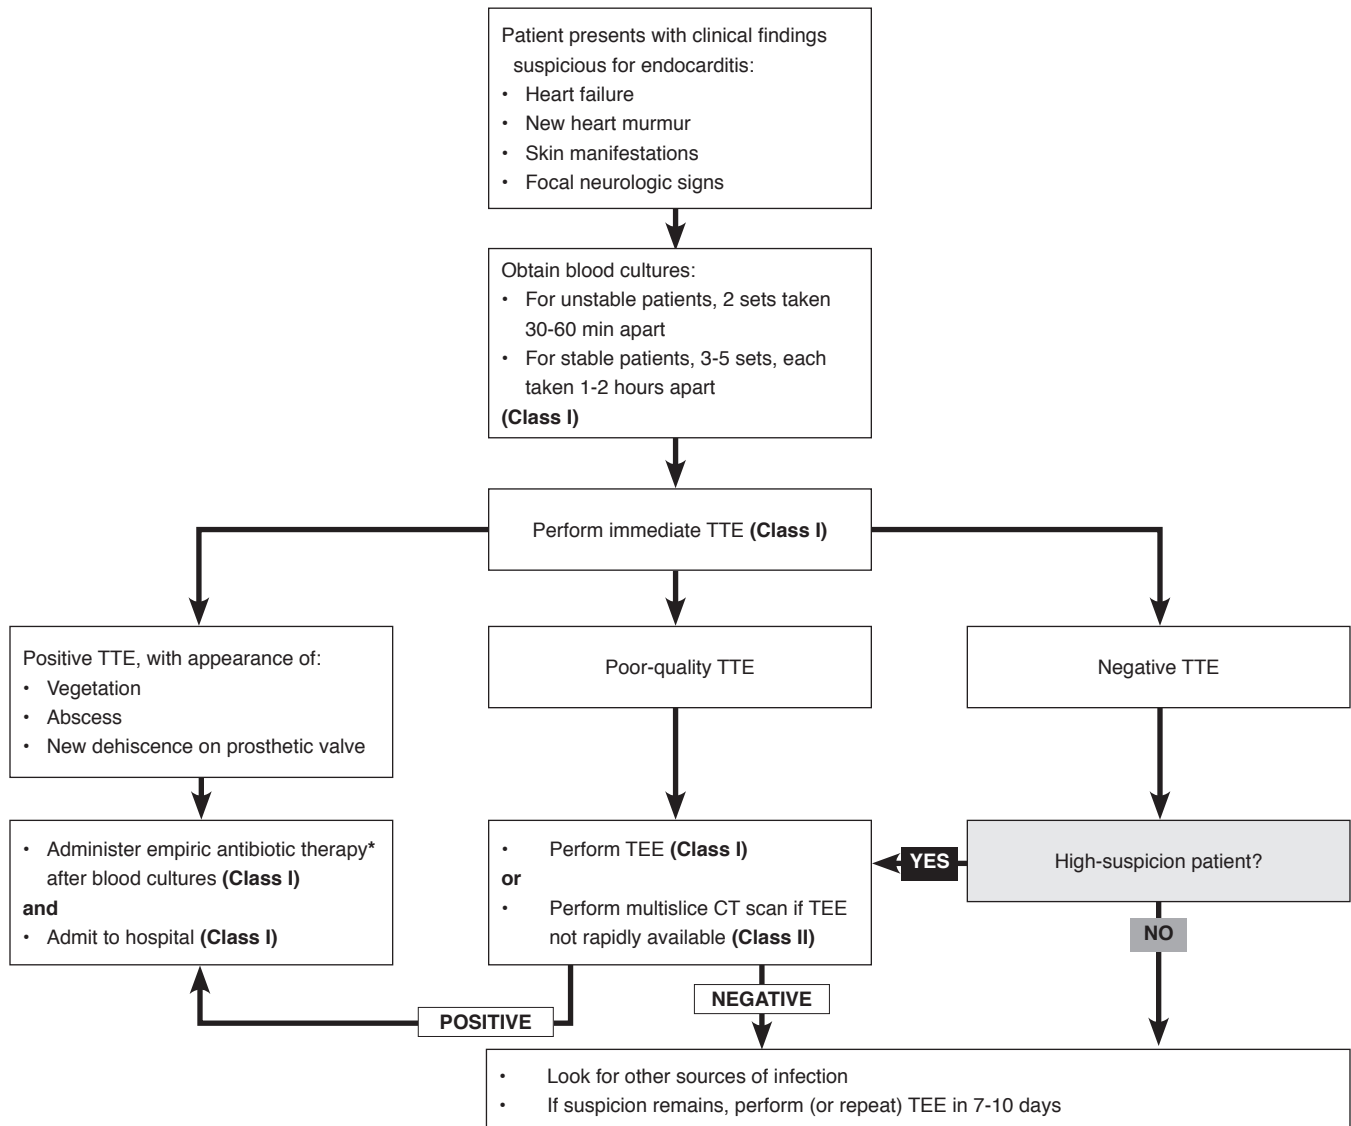 Patient presents with clinical findings
suspicious for endocarditis:
• Heart failure
• New heart murmur
• Skin manifestations
• Focal neurologic signs
Obtain blood cultures:
• For unstable patients, 2 sets taken
30-60 min apart
• For stable patients, 3-5 sets, each
taken 1-2 hours apart
(Class I)
Perform immediate TTE (Class I)
Positive TTE, with appearance of:
• Vegetation
• Abscess
• New dehiscence on prosthetic valve
Poor-quality TTE
Negative TTE
• Administer empiric antibiotic therapy*
after blood cultures (Class I)
and
• Admit to hospital (Class I)
• Perform TEE (Class I)
or
• Perform multislice CT scan if TEE
not rapidly available (Class II)
YES
High-suspicion patient?
NO
POSITIVE
NEGATIVE
• Look for other sources of infection
• If suspicion remains, perform (or repeat) TEE in 7-10 days